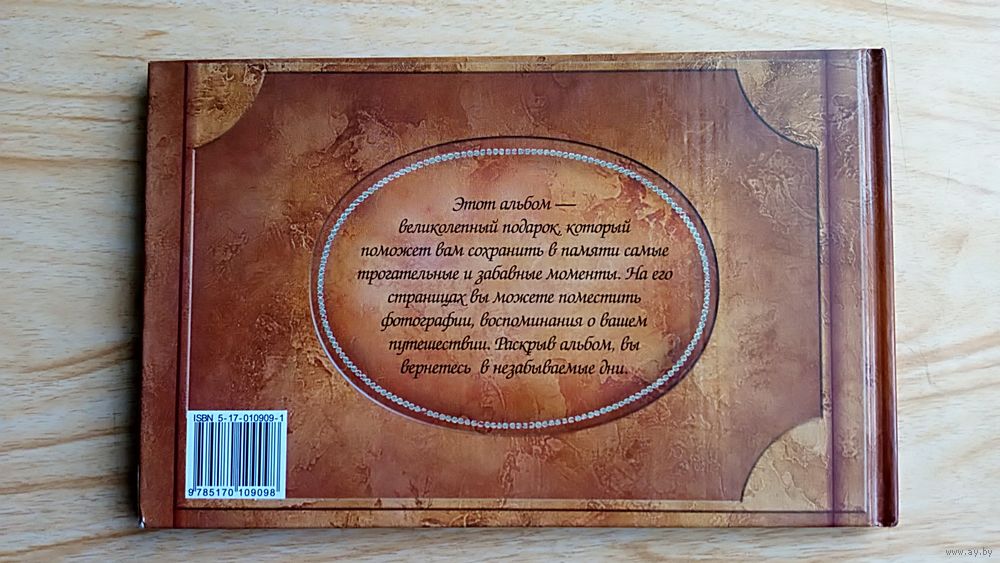 Этот альбом —
великолепный подарок, который
поможет вам сохранить в памяти самые
трогательные и забавные моменты. На его
страницах вы можете поместить
фотографии, воспоминания о вашем
путешествии. Раскрыв альбом, вы
вернетесь в незабываемые дни.
ISBN 5-17-010909-1
9 785170 109098
www.ay.by